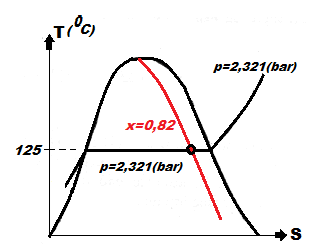 T(⁰C)
p=2,321(bar)
x=0,82
125
p=2,321(bar)
S